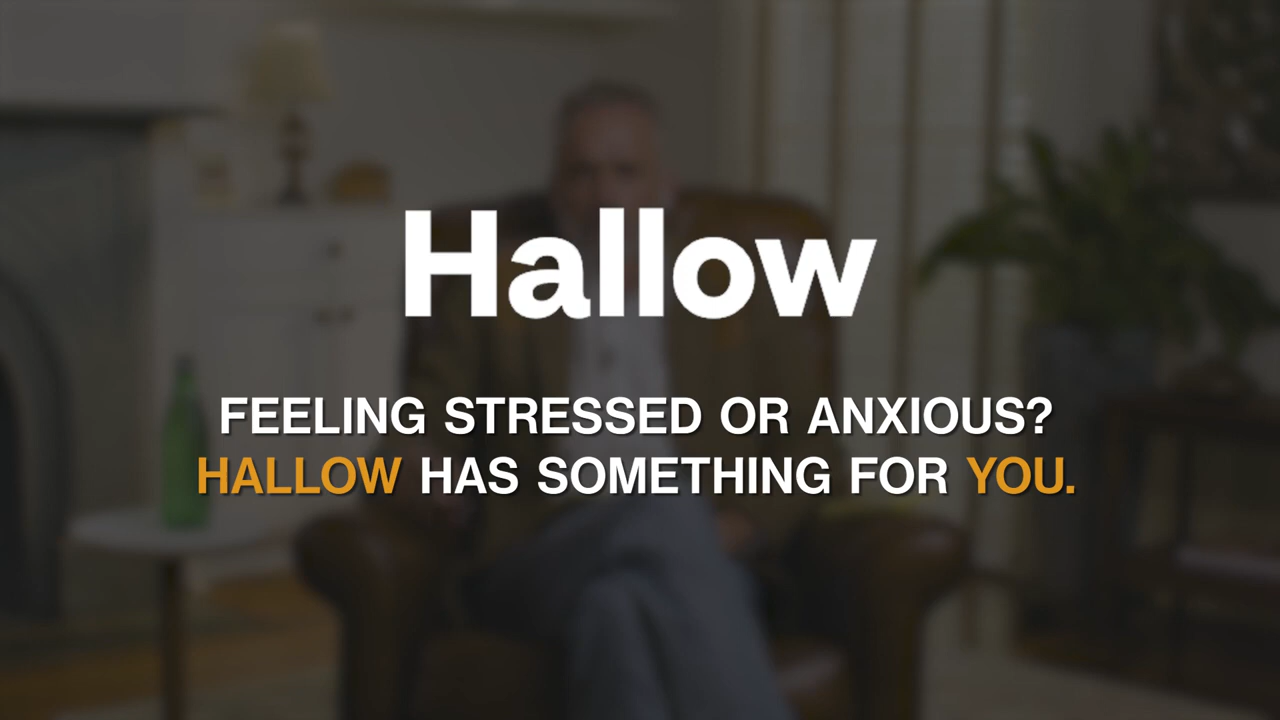 Hallow
FEELING STRESSED OR ANXIOUS?
HALLOW HAS SOMETHING FOR YOU.